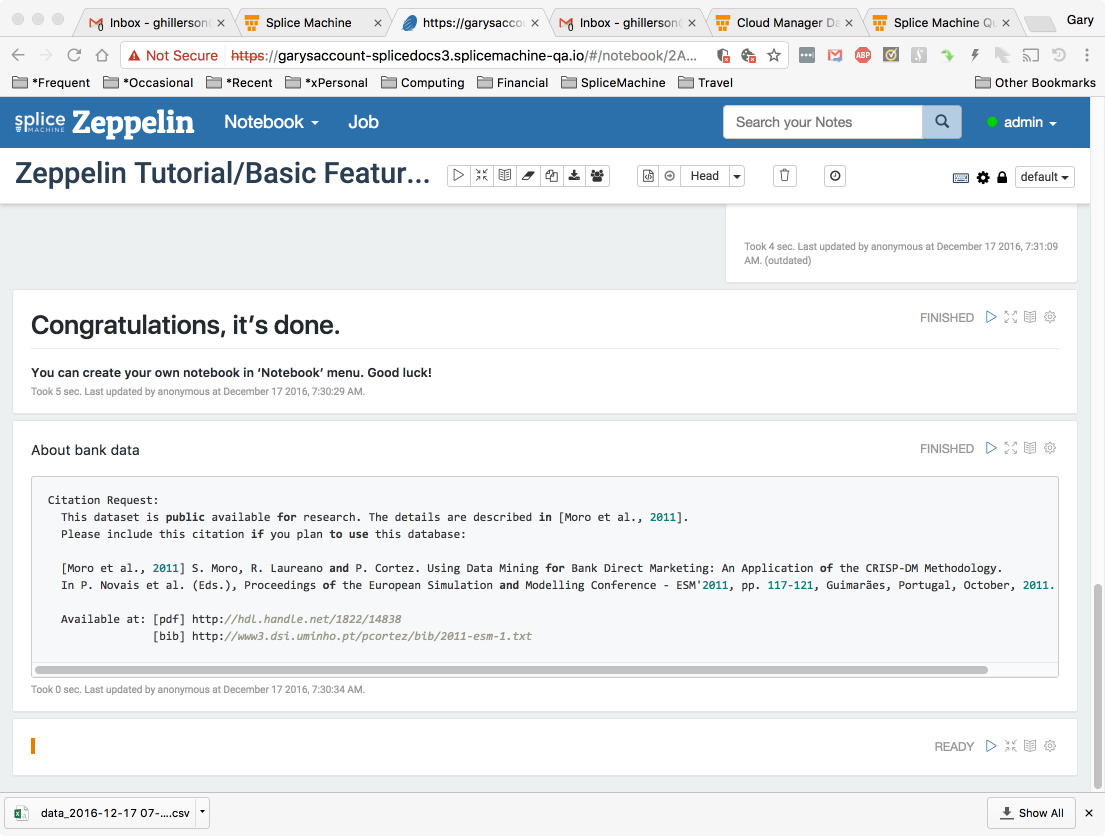 Inbox - ghillerson
Splice Machine
https://garysaccou
Inbox - ghillerson
Cloud Manager Da
Splice Machine Qu
Gary
Not Secure
https://garysaccount-splicedocs3.splicemachine-qa.io/#/notebook/2A...
ABP
*Frequent
*Occasional
*Recent
*xPersonal
Computing
Financial
SpliceMachine
Travel
Other Bookmarks
splice MACHINE Zeppelin
Notebook
Job
Search your Notes
admin
Zeppelin Tutorial/Basic Featur...
Head
default
Took 4 sec. Last updated by anonymous at December 17 2016, 7:31:09
AM. (outdated)
Congratulations, it’s done.
FINISHED
You can create your own notebook in ‘Notebook’ menu. Good luck!
Took 5 sec. Last updated by anonymous at December 17 2016, 7:30:29 AM.
About bank data
FINISHED
Citation Request:
This dataset is public available for research. The details are described in [Moro et al., 2011].
Please include this citation if you plan to use this database:
[Moro et al., 2011] S. Moro, R. Laureano and P. Cortez. Using Data Mining for Bank Direct Marketing: An Application of the CRISP-DM Methodology.
In P. Novais et al. (Eds.), Proceedings of the European Simulation and Modelling Conference - ESM'2011, pp. 117-121, Guimarães, Portugal, October, 2011.
Available at: [pdf] http://hdl.handle.net/1822/14838
[bib] http://www3.dsi.uminho.pt/pcortez/bib/2011-esm-1.txt
Took 0 sec. Last updated by anonymous at December 17 2016, 7:30:34 AM.
READY
data_2016-12-17 07-....csv
Show All